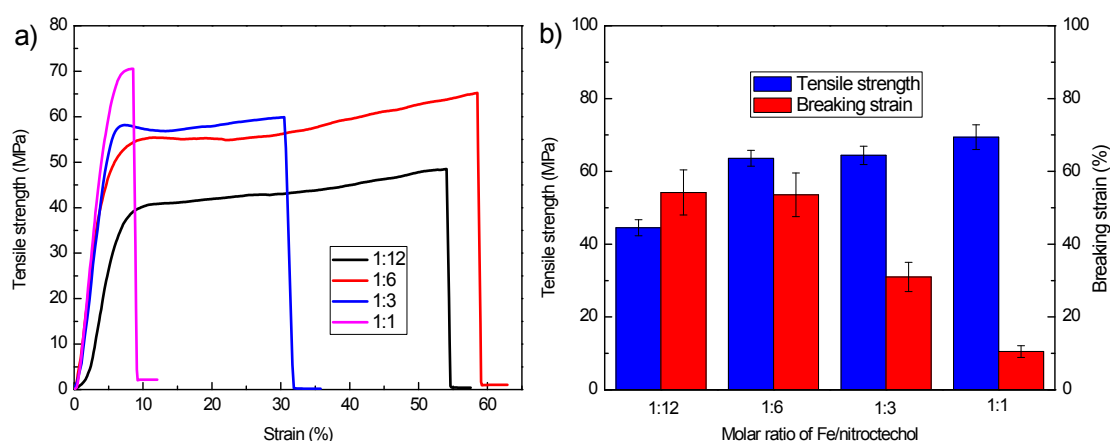 a)
Tensile strength (MPa)
80
70
60
50
40
30
20
10
0
0 10 20 30 40 50 60
Strain (%)
1:12
1:6
1:3
1:1
b)
Tensile strength (MPa)
100
80
60
40
20
0
Tensile strength
Breaking strain
1:12 1:6 1:3 1:1
Molar ratio of Fe/nitroctechol
100
80
60
40
20
0
Breaking strain (%)